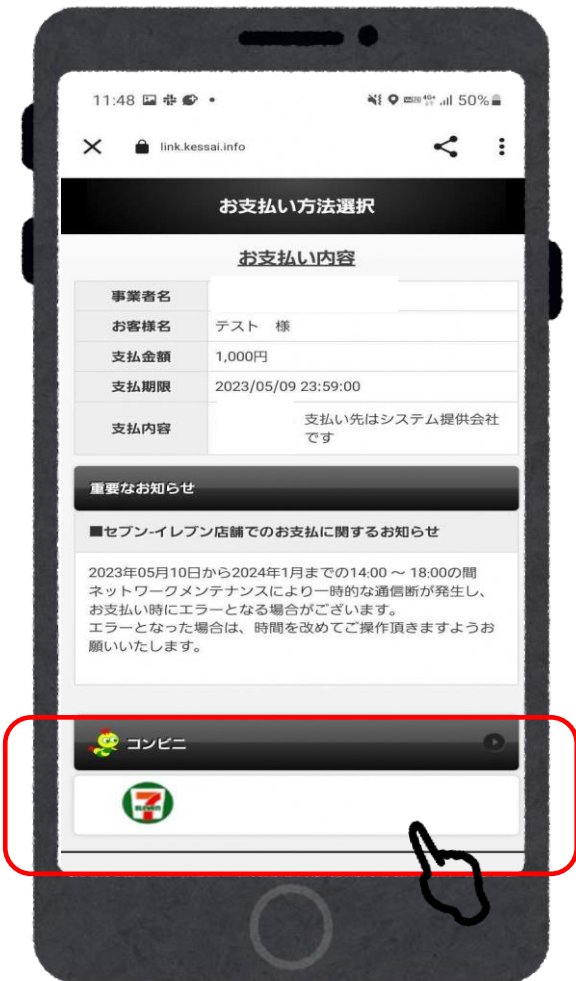 11:48
4G+
50%
link.kessai.info
お支払い方法選択
お支払い内容
事業者名
お客様名 テスト 様
支払金額 1,000円
支払期限 2023/05/09 23:59:00
支払内容 支払い先はシステム提供会社
です
重要なお知らせ
■セブン-イレブン店舗でのお支払に関するお知らせ
2023年05月10日から2024年1月までの14:00 ~ 18:00の間
ネットワークメンテナンスにより一時的な通信断が発生し、
お支払い時にエラーとなる場合がございます。
エラーとなった場合は、時間を改めてご操作頂きますようお
願いいたします。
コンビニ
7
ELEVEN